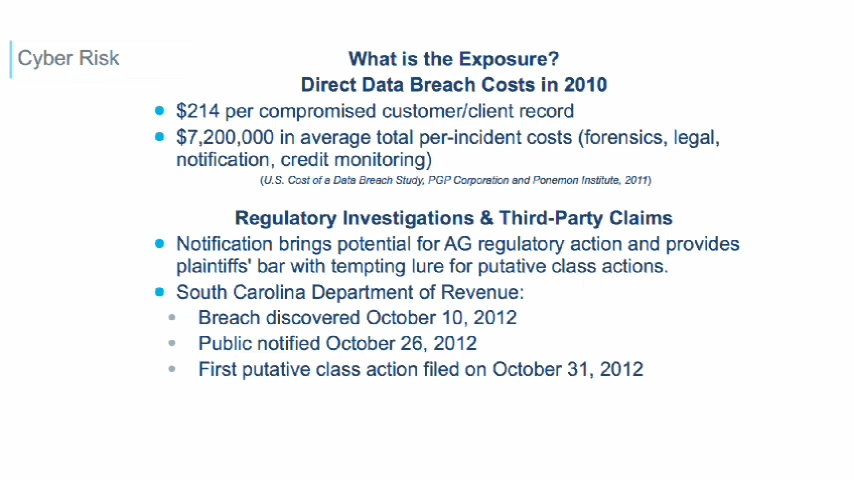 Cyber Risk
What is the Exposure?
Direct Data Breach Costs in 2010
• $214 per compromised customer/client record
• $7,200,000 in average total per-incident costs (forensics, legal,
notification, credit monitoring)
(U.S. Cost of a Data Breach Study, PGP Corporation and Ponemon Institute, 2011)
Regulatory Investigations & Third-Party Claims
• Notification brings potential for AG regulatory action and provides
plaintiffs' bar with tempting lure for putative class actions.
• South Carolina Department of Revenue:
• Breach discovered October 10, 2012
• Public notified October 26, 2012
• First putative class action filed on October 31, 2012